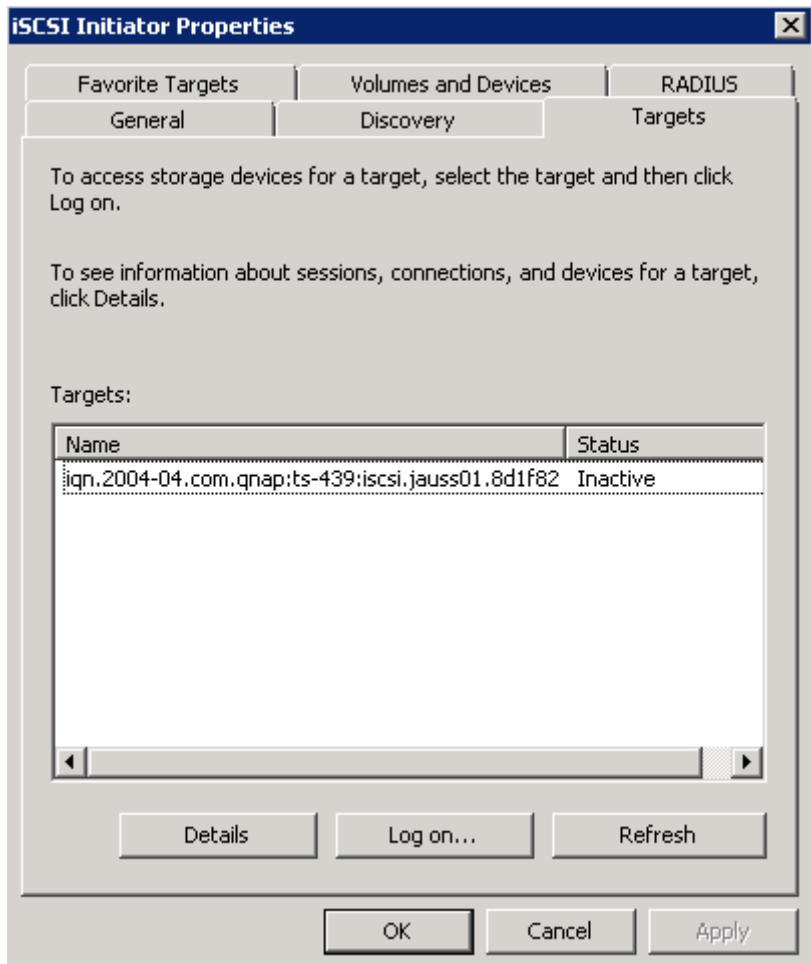 iSCSI Initiator Properties
Favorite Targets
Volumes and Devices
RADIUS
General
Discovery
Targets
To access storage devices for a target, select the target and then click
Log on.
To see information about sessions, connections, and devices for a target,
click Details.
Targets:
Name
Status
iqn.2004-04.com.qnap:ts-439:iscsi.jauss01.8d1f82
Inactive
Details
Log on...
Refresh
OK
Cancel
Apply